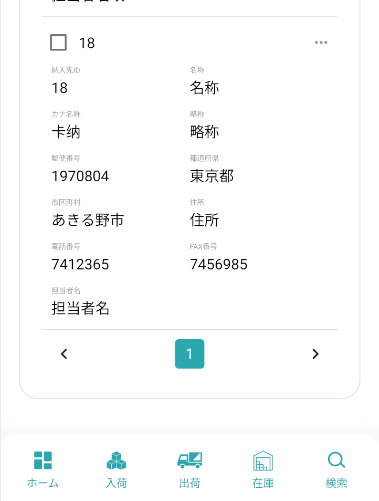 18
納入先ID
名称
18
名称
カナ名称
略称
卡纳
略称
郵便番号
都道府県
1970804
東京都
市区町村
住所
あきる野市
住所
電話番号
FAX番号
7412365
7456985
担当者名
担当者名
1
ホーム
入荷
出荷
在庫
検索